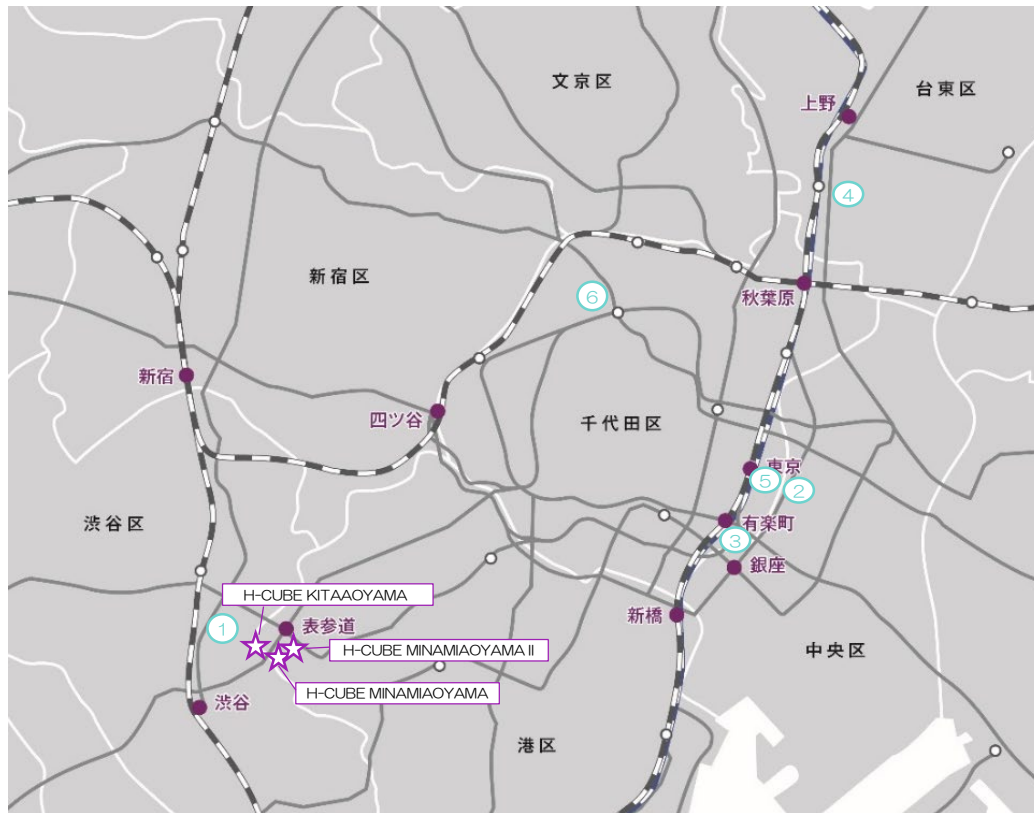 文京区
台東区
上野
④
新宿区
秋葉原
⑥
新宿
四ツ谷
千代田区
東京
⑤
②
渋谷区
有楽町
③
銀座
H-CUBE KITAAOYAMA
新橋
①
表参道
H-CUBE MINAMIAOYAMA II
中央区
H-CUBE MINAMIAOYAMA
渋谷
港区